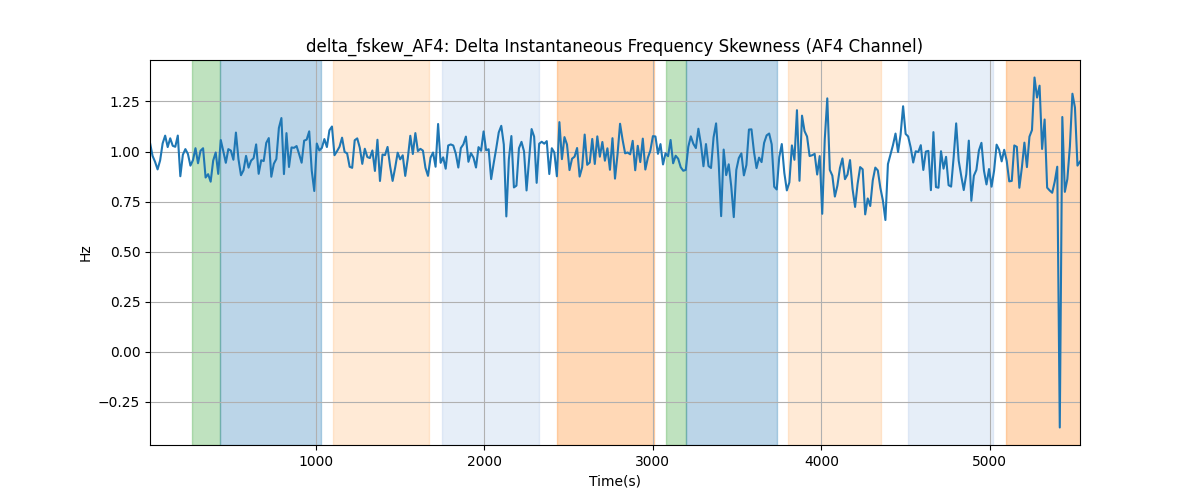 delta_fskew_AF4: Delta Instantaneous Frequency Skewness (AF4 Channel)
1.25
1.00
0.75
0.50
0.25
0.00
−0.25
Hz
1000 2000 3000 4000 5000
Time(s)